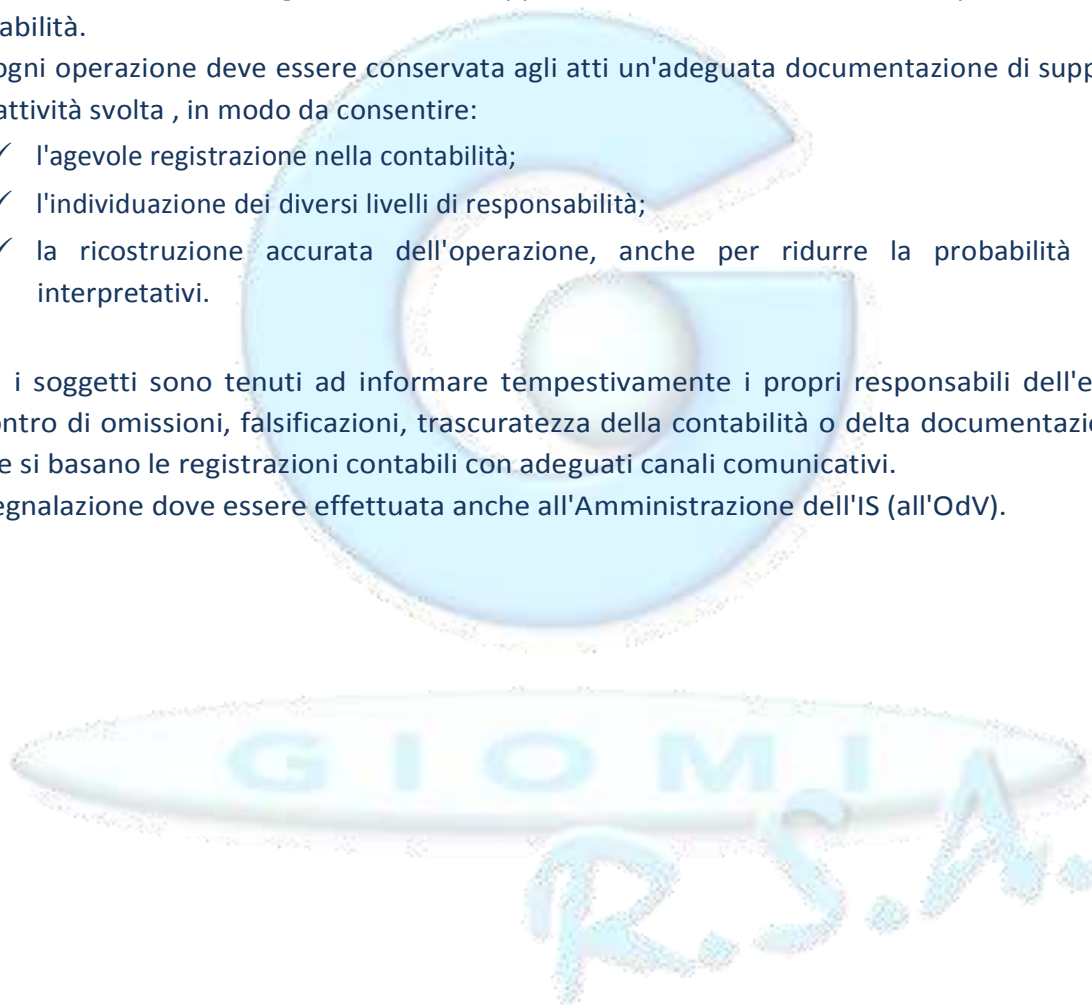 abilità.
ogni operazione deve essere conservata agli atti un'adeguata documentazione di supp
attività svolta , in modo da consentire:
✓ l'agevole registrazione nella contabilità;
✓ l'individuazione dei diversi livelli di responsabilità;
✓ la ricostruzione accurata dell'operazione, anche per ridurre la probabilità
interpretativi.
i soggetti sono tenuti ad informare tempestivamente i propri responsabili dell'e
ontro di omissioni, falsificazioni, trascuratezza della contabilità o delta documentazi
e si basano le registrazioni contabili con adeguati canali comunicativi.
egnalazione dove essere effettuata anche all'Amministrazione dell'IS (all'OdV).
GIOMI
R.S.A.